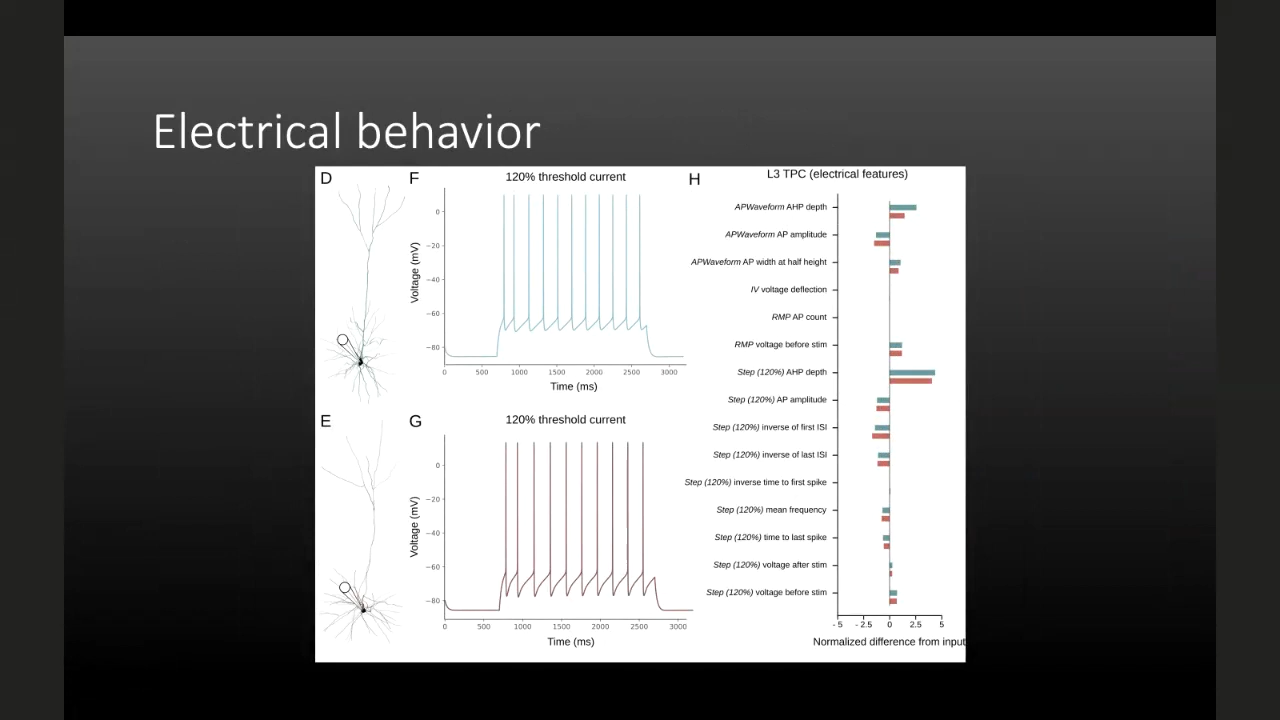 Electrical behavior
D
F
120% threshold current
Voltage (mV)
0
−20
−40
−60
−80
0 500 1000 1500 2000 2500 3000
Time (ms)
E
G
120% threshold current
Voltage (mV)
0
−20
−40
−60
−80
0 500 1000 1500 2000 2500 3000
Time (ms)
H
L3 TPC (electrical features)
APWaveform AHP depth
APWaveform AP amplitude
APWaveform AP width at half height
IV voltage deflection
RMP AP count
RMP voltage before stim
Step (120%) AHP depth
Step (120%) AP amplitude
Step (120%) inverse of first ISI
Step (120%) inverse of last ISI
Step (120%) inverse time to first spike
Step (120%) mean frequency
Step (120%) time to last spike
Step (120%) voltage after stim
Step (120%) voltage before stim
- 5 - 2.5 0 2.5 5
Normalized difference from input